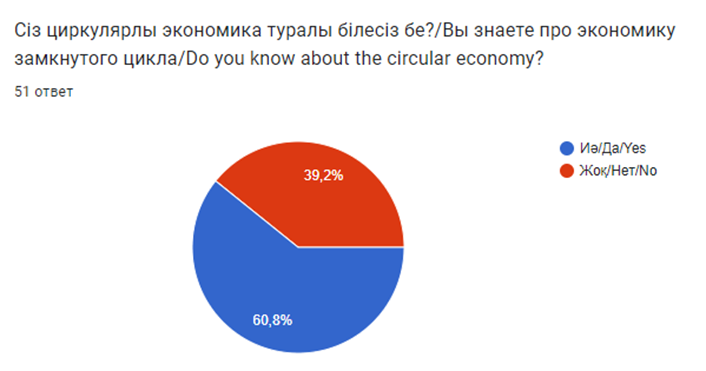 Сіз циркулярлы экономика туралы білесіз бе?/Вы знаете про экономику
замкнутого цикла/Do you know about the circular economy?
51 ответ
Иә/Да/Yes
Жоқ/Нет/No
39,2%
60,8%